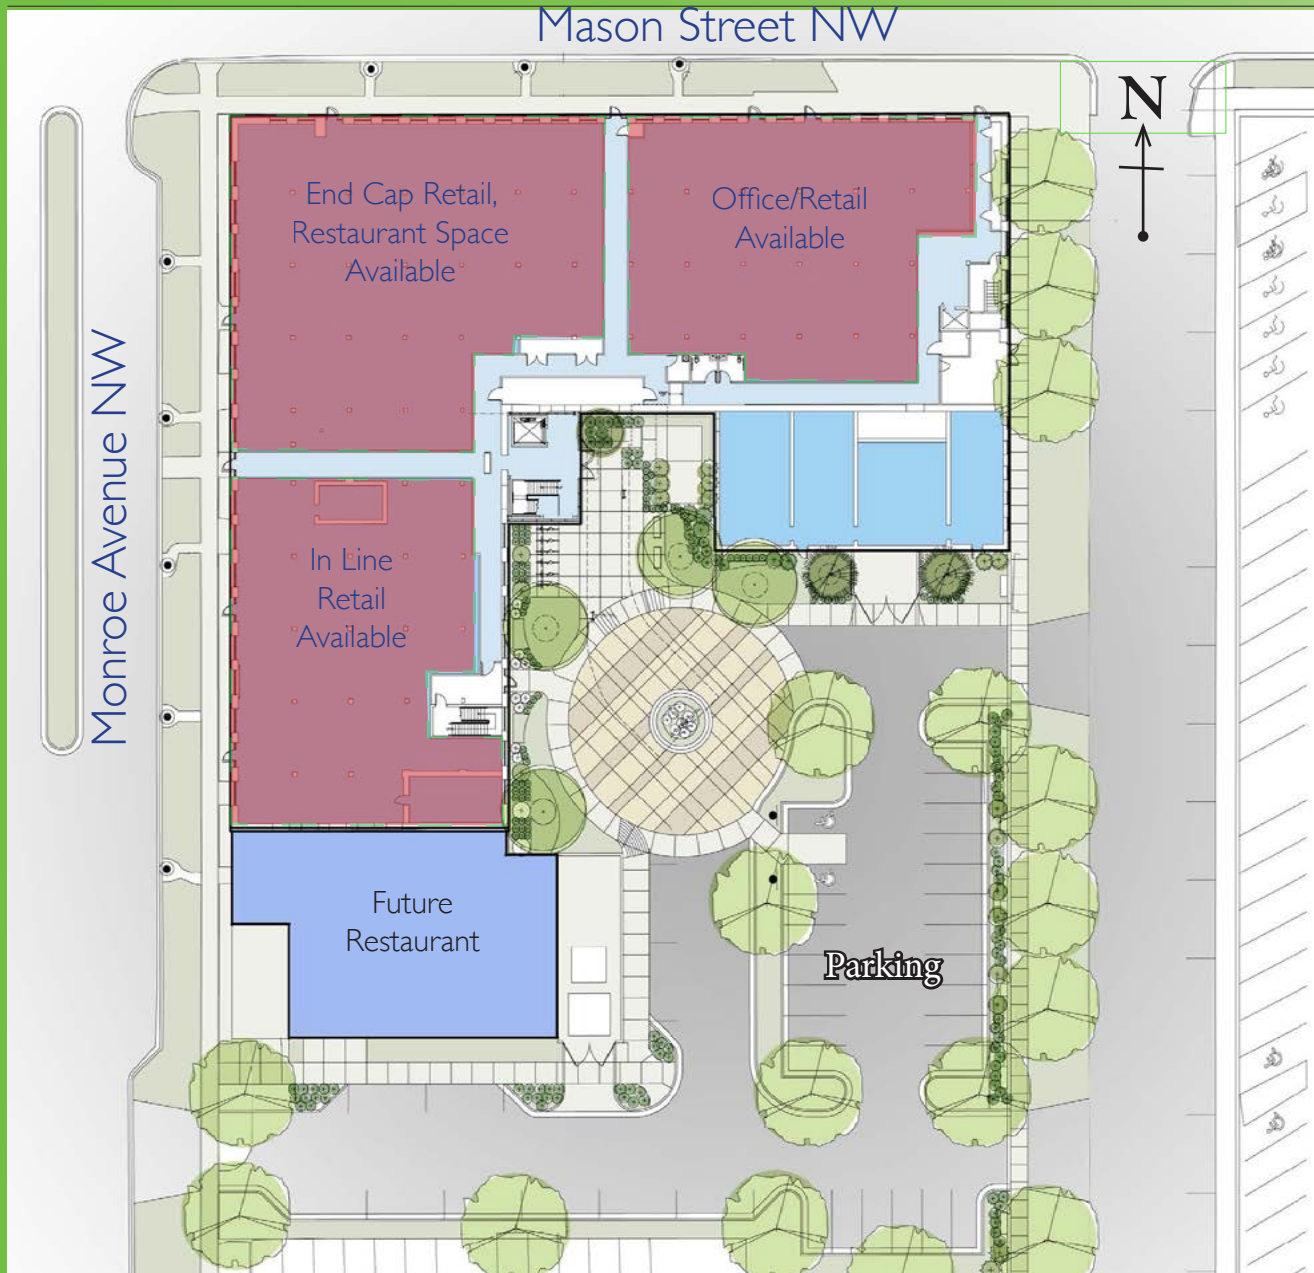 Mason Street NW
N
End Cap Retail,
Restaurant Space
Available
Office/Retail
Available
Monroe Avenue NW
In Line
Retail
Available
Future
Restaurant
Parking